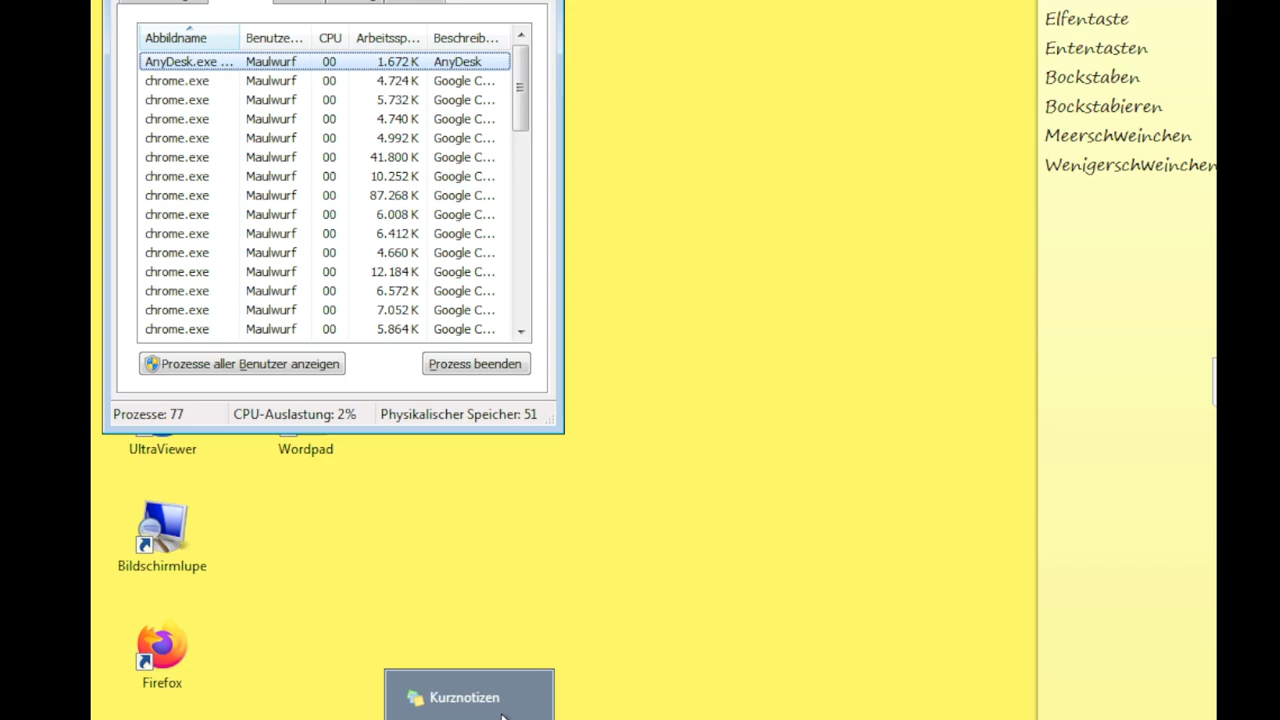 Abbildname Benutze... CPU Arbeitssp... Beschreib...
AnyDesk.exe ... Maulwurf 00 1.672 K AnyDesk
chrome.exe Maulwurf 00 4.724 K Google C...
chrome.exe Maulwurf 00 5.732 K Google C...
chrome.exe Maulwurf 00 4.740 K Google C...
chrome.exe Maulwurf 00 4.992 K Google C...
chrome.exe Maulwurf 00 41.800 K Google C...
chrome.exe Maulwurf 00 10.252 K Google C...
chrome.exe Maulwurf 00 87.268 K Google C...
chrome.exe Maulwurf 00 6.008 K Google C...
chrome.exe Maulwurf 00 6.412 K Google C...
chrome.exe Maulwurf 00 4.660 K Google C...
chrome.exe Maulwurf 00 12.184 K Google C...
chrome.exe Maulwurf 00 6.572 K Google C...
chrome.exe Maulwurf 00 7.052 K Google C...
chrome.exe Maulwurf 00 5.864 K Google C...
Prozesse aller Benutzer anzeigen Prozess beenden
Prozesse: 77 CPU-Auslastung: 2% Physikalischer Speicher: 51
UltraViewer Wordpad
Bildschirmlupe
Firefox
Kurznotizen
Elfentaste
Ententasten
Bockstaben
Bockstabieren
Meerschweinchen
Wenigerschweinchen